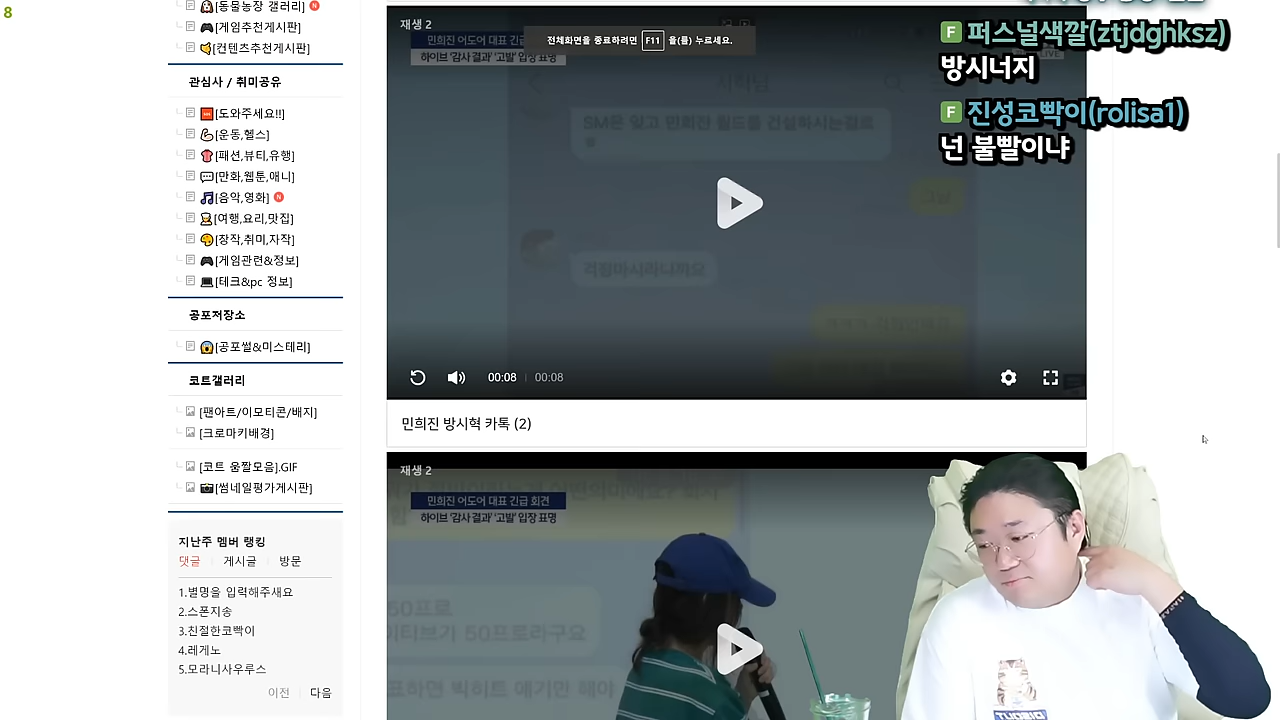 8
[동물농장 갤러리] N
[게임추천게시판]
[컨텐츠추천게시판]
관심사 / 취미공유
[도와주세요!!]
[운동,헬스]
[패션,뷰티,유행]
[만화,웹툰,애니]
[음악,영화] N
[여행,요리,맛집]
[창작,취미,자작]
[게임관련&정보]
[테크&pc 정보]
공포저장소
[공포썰&미스테리]
코트갤러리
[팬아트/이모티콘/배지]
[크로마키배경]
[코트 움짤모음].GIF
[썸네일평가게시판]
지난주 멤버 랭킹
댓글 게시글 방문
1.별명을 입력해주세요
2.스폰지송
3.친절한코빡이
4.레게노
5.모라니사우루스
이전 다음
재생 2
민희진 어도어 대표 긴급
하이브 '감사 결과' '고발' 입장 표명
전체화면을 종료하려면 F11 을(를) 누르세요.
LIVE
SM은 잊고 민희진 월드를 건설하시는걸로
걱정마시라니까요
00:08 00:08
민희진 방시혁 카톡 (2)
재생 2
민희진 어도어 대표 긴급 회견
하이브 '감사 결과' '고발' 입장 표명
50프로
50프로라구요
표하면 빅히트 얘기만 해야
F 퍼스널색깔(ztjdghksz)
방시너지
F 진성코빡이(rolisa1)
넌 불빨이냐